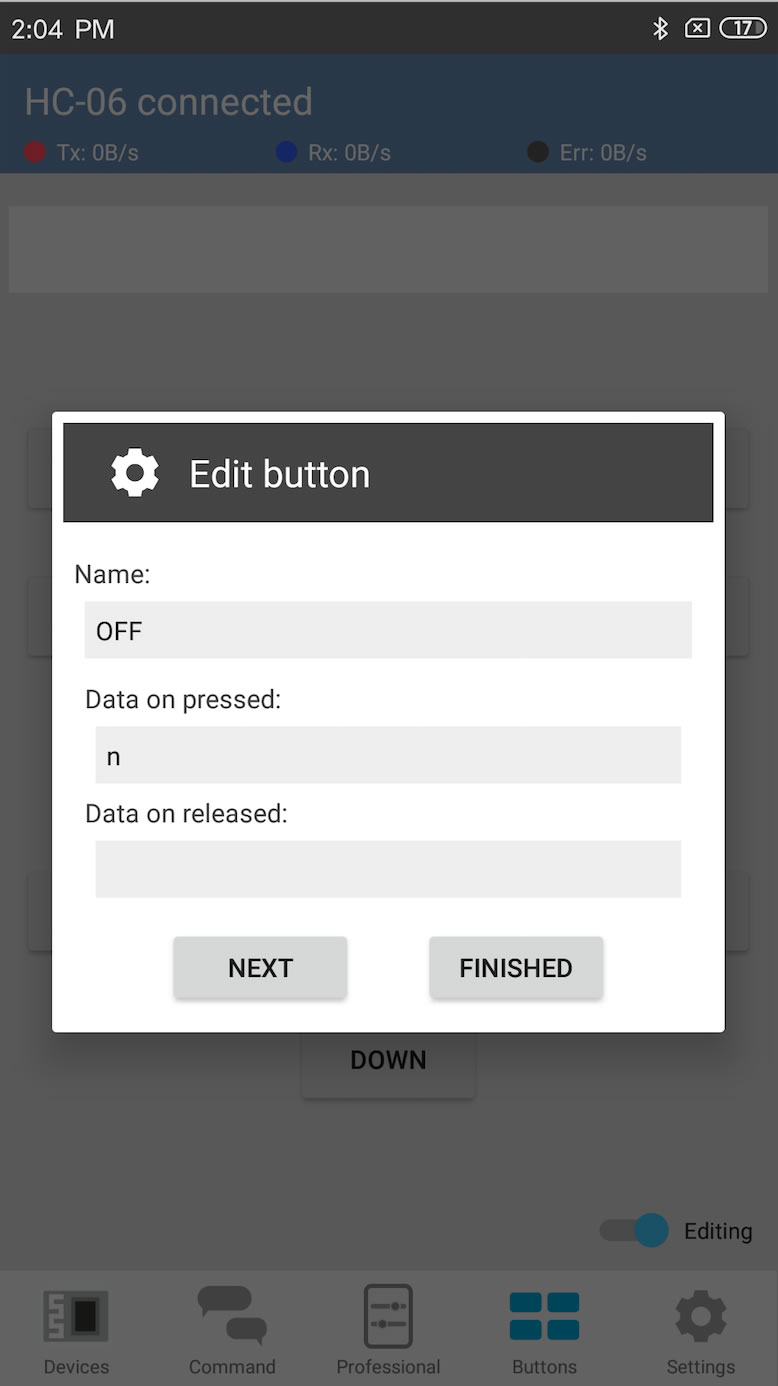 2:04 PM
17
HC-06 connected
Tx: 0B/s Rx: 0B/s Err: 0B/s
Edit button
Name:
OFF
Data on pressed:
n
Data on released:
NEXT FINISHED
DOWN
Editing
Devices Command Professional Buttons Settings